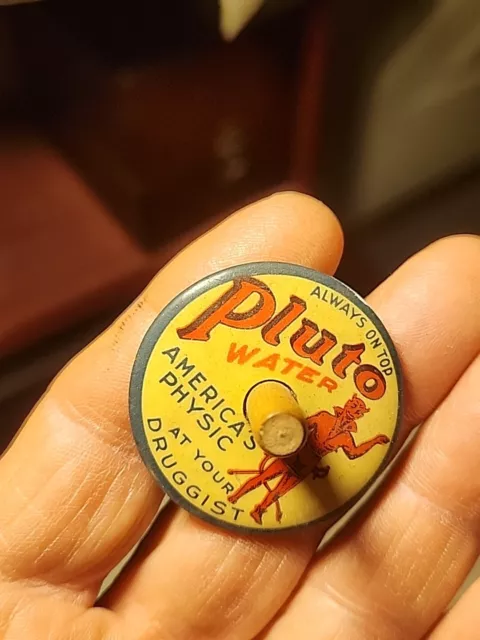 ALWAYS ON TOP
Pluto
WATER
AMERICA'S
PHYSIC
AT YOUR
DRUGGIST